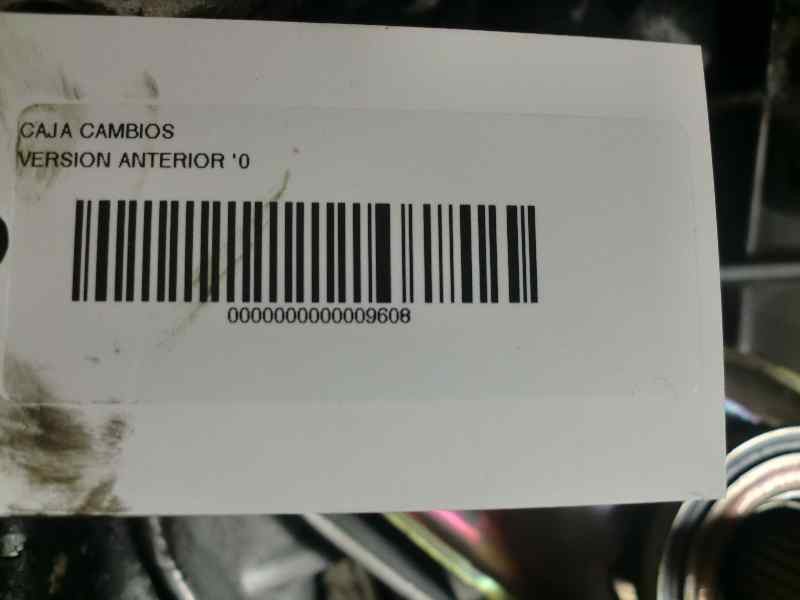 CAJA CAMBIOS
VERSION ANTERIOR '0
0000000000009608